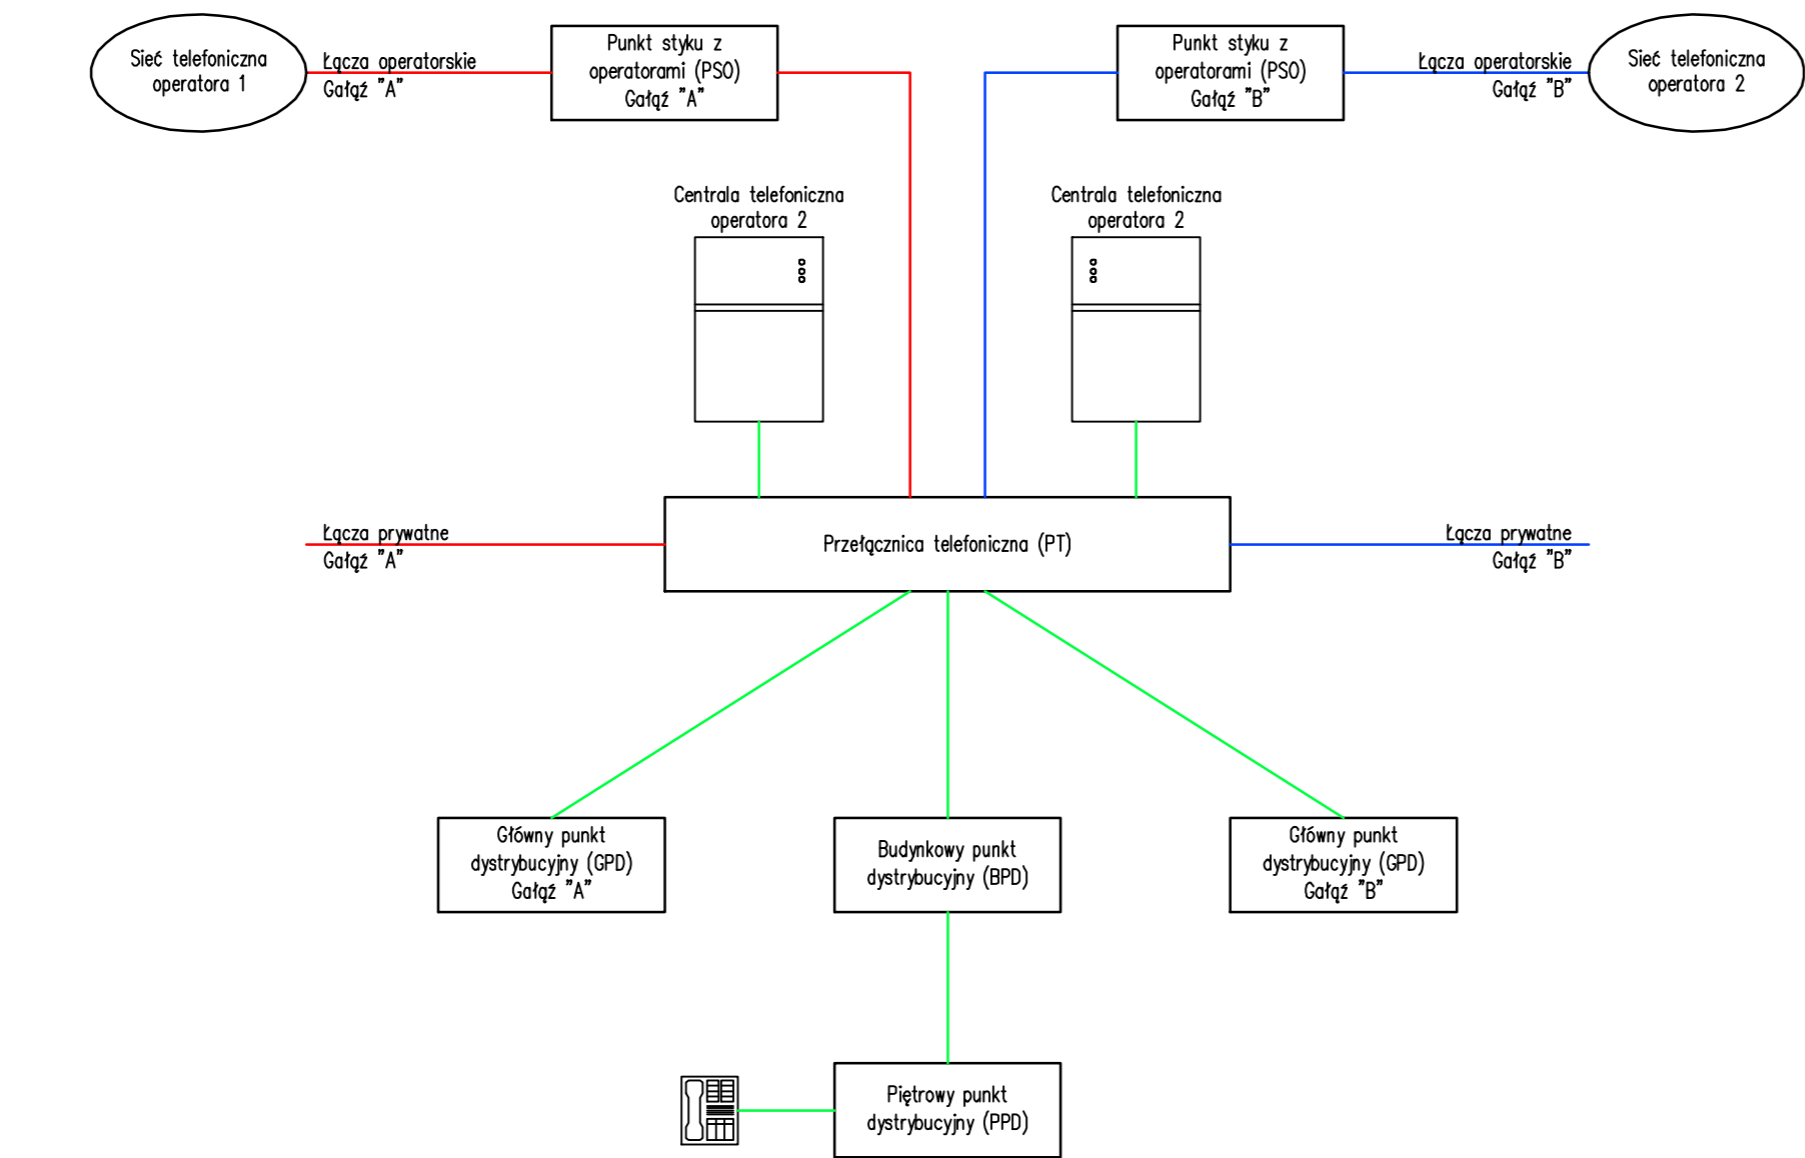 Sieć telefoniczna
operatora 1
Łącza operatorskie
Gałąź "A"
Punkt styku z
operatorami (PSO)
Gałąź "A"
Punkt styku z
operatorami (PSO)
Gałąź "B"
Łącza operatorskie
Gałąź "B"
Sieć telefoniczna
operatora 2
Centrala telefoniczna
operatora 2
Centrala telefoniczna
operatora 2
Łącza prywatne
Gałąź "A"
Przełącznica telefoniczna (PT)
Łącza prywatne
Gałąź "B"
Główny punkt
dystrybucyjny (GPD)
Gałąź "A"
Budynkowy punkt
dystrybucyjny (BPD)
Główny punkt
dystrybucyjny (GPD)
Gałąź "B"
Piętrowy punkt
dystrybucyjny (PPD)